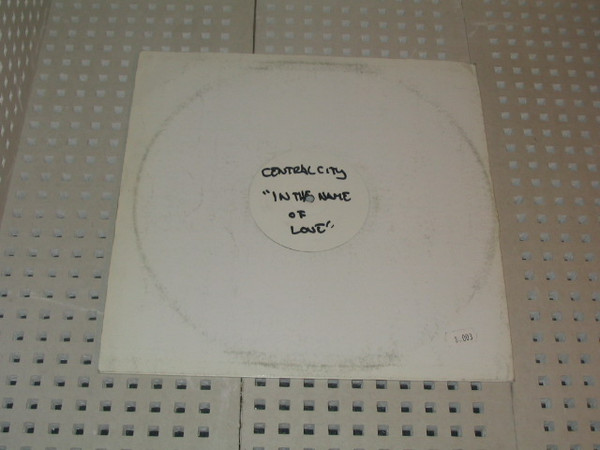 CENTRAL CITY
"IN THE NAME
OF
LOVE"